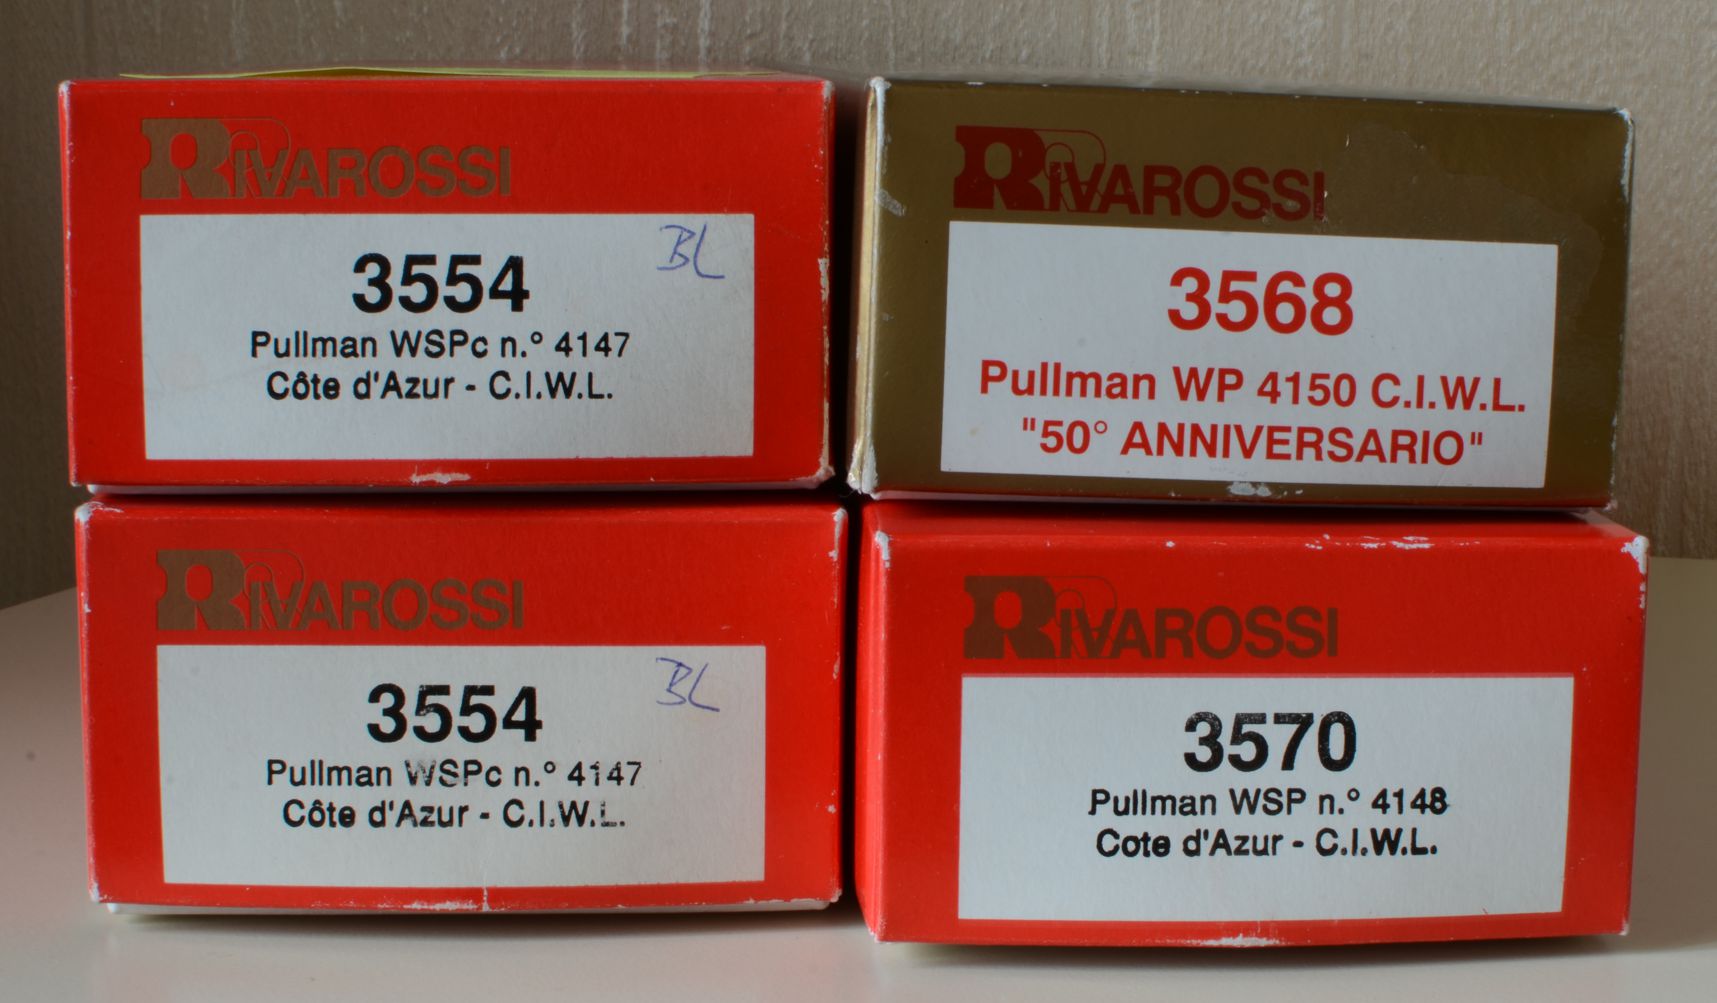 RIVAROSSI
BL
3554
Pullman WSPc n.° 4147
Côte d'Azur - C.I.W.L.
RIVAROSSI
3568
Pullman WP 4150 C.I.W.L.
"50° ANNIVERSARIO"
RIVAROSSI
BL
3554
Pullman WSPc n.° 4147
Côte d'Azur - C.I.W.L.
RIVAROSSI
3570
Pullman WSP n.° 4148
Cote d'Azur - C.I.W.L.